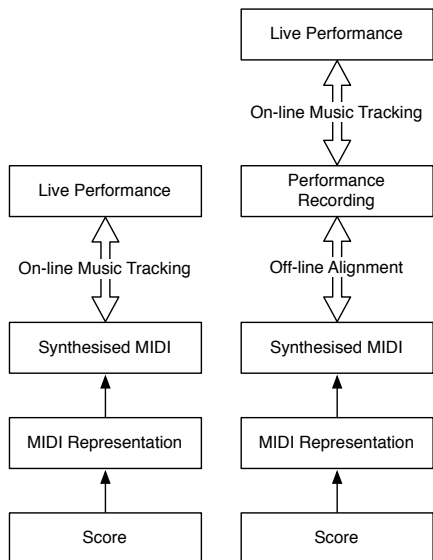 Live Performance
On-line Music Tracking
Live Performance
Performance
Recording
On-line Music Tracking
Off-line Alignment
Synthesised MIDI
Synthesised MIDI
MIDI Representation
MIDI Representation
Score
Score